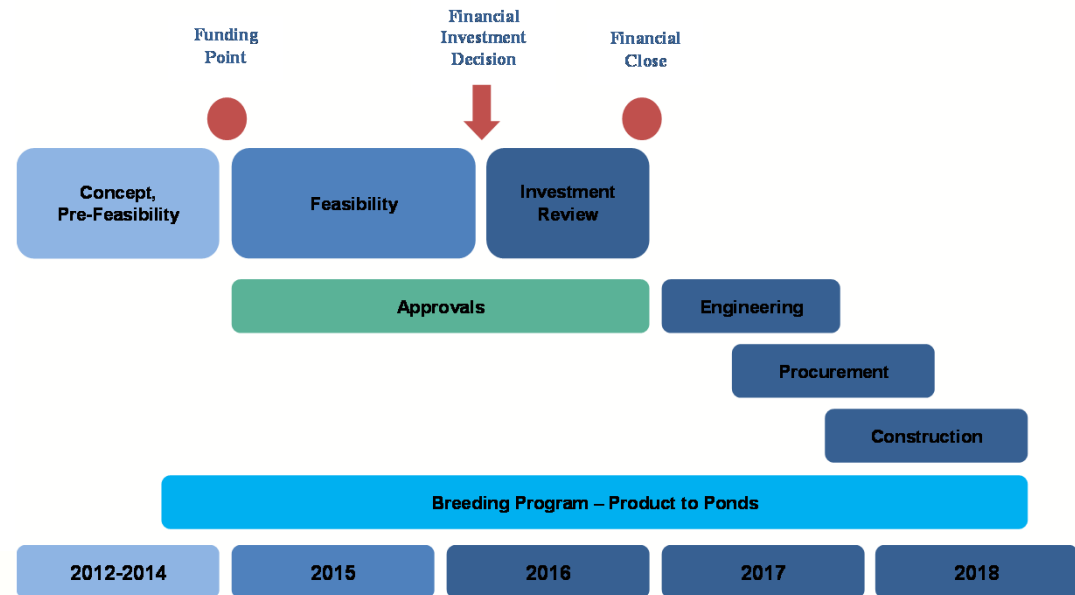 Funding
Point
Financial
Investment
Decision
Financial
Close
Concept,
Pre-Feasibility
Feasibility
Investment
Review
Approvals
Engineering
Procurement
Construction
Breeding Program – Product to Ponds
2012-2014
2015
2016
2017
2018